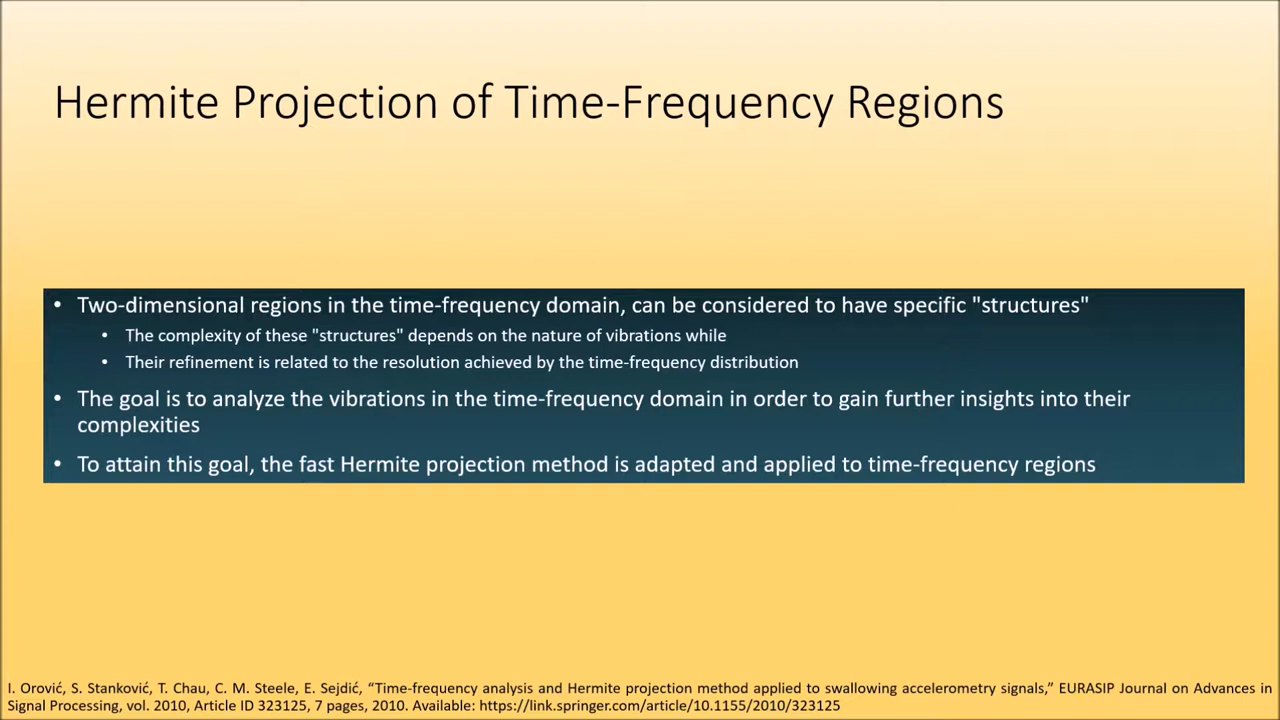 Hermite Projection of Time-Frequency Regions
• Two-dimensional regions in the time-frequency domain, can be considered to have specific "structures"
• The complexity of these "structures" depends on the nature of vibrations while
• Their refinement is related to the resolution achieved by the time-frequency distribution
• The goal is to analyze the vibrations in the time-frequency domain in order to gain further insights into their
complexities
• To attain this goal, the fast Hermite projection method is adapted and applied to time-frequency regions
I. Orović, S. Stanković, T. Chau, C. M. Steele, E. Sejdić, “Time-frequency analysis and Hermite projection method applied to swallowing accelerometry signals,” EURASIP Journal on Advances in
Signal Processing, vol. 2010, Article ID 323125, 7 pages, 2010. Available: https://link.springer.com/article/10.1155/2010/323125